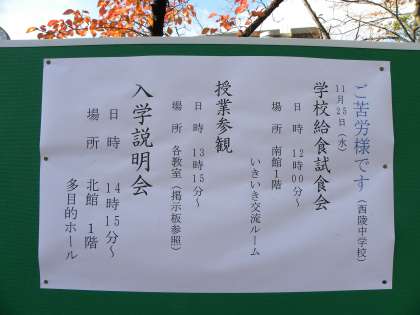 ご苦労様です（西陵中学校）
11月25日（水）
学校給食試食会
日時 12時00分～
場所 南館1階
いきいき交流ルーム
授業参観
日時 13時15分～
場所 各教室（掲示板参照）
入学説明会
日時 14時15分～
場所 北館 1階
多目的ホール